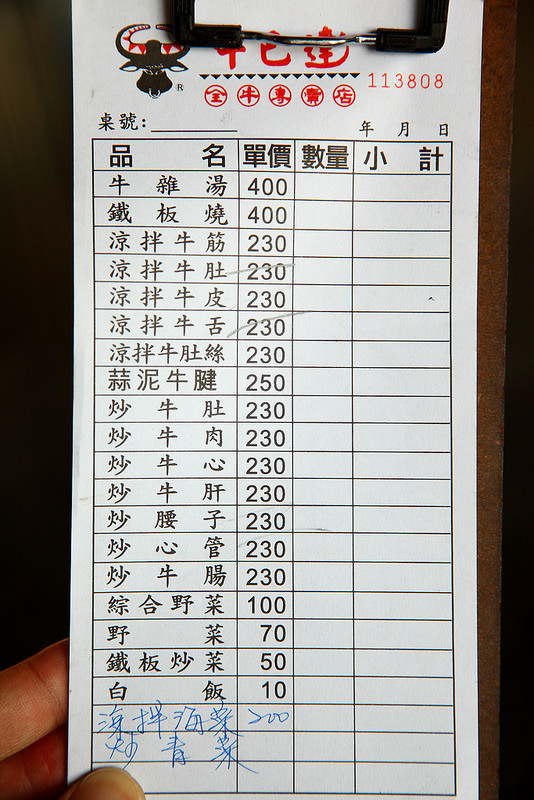 牛巴達
113808
®
全牛專賣店
桌號: 年 月 日
品名 單價 數量 小計
牛雜湯 400
鐵板燒 400
涼拌牛筋 230
涼拌牛肚 230
涼拌牛皮 230
涼拌牛舌 230
涼拌牛肚絲 230
蒜泥牛腱 250
炒牛肚 230
炒牛肉 230
炒牛心 230
炒牛肝 230
炒腰子 230
炒心管 230
炒牛腸 230
綜合野菜 100
野菜 70
鐵板炒菜 50
白飯 10
涼拌海菜 200
炒青菜